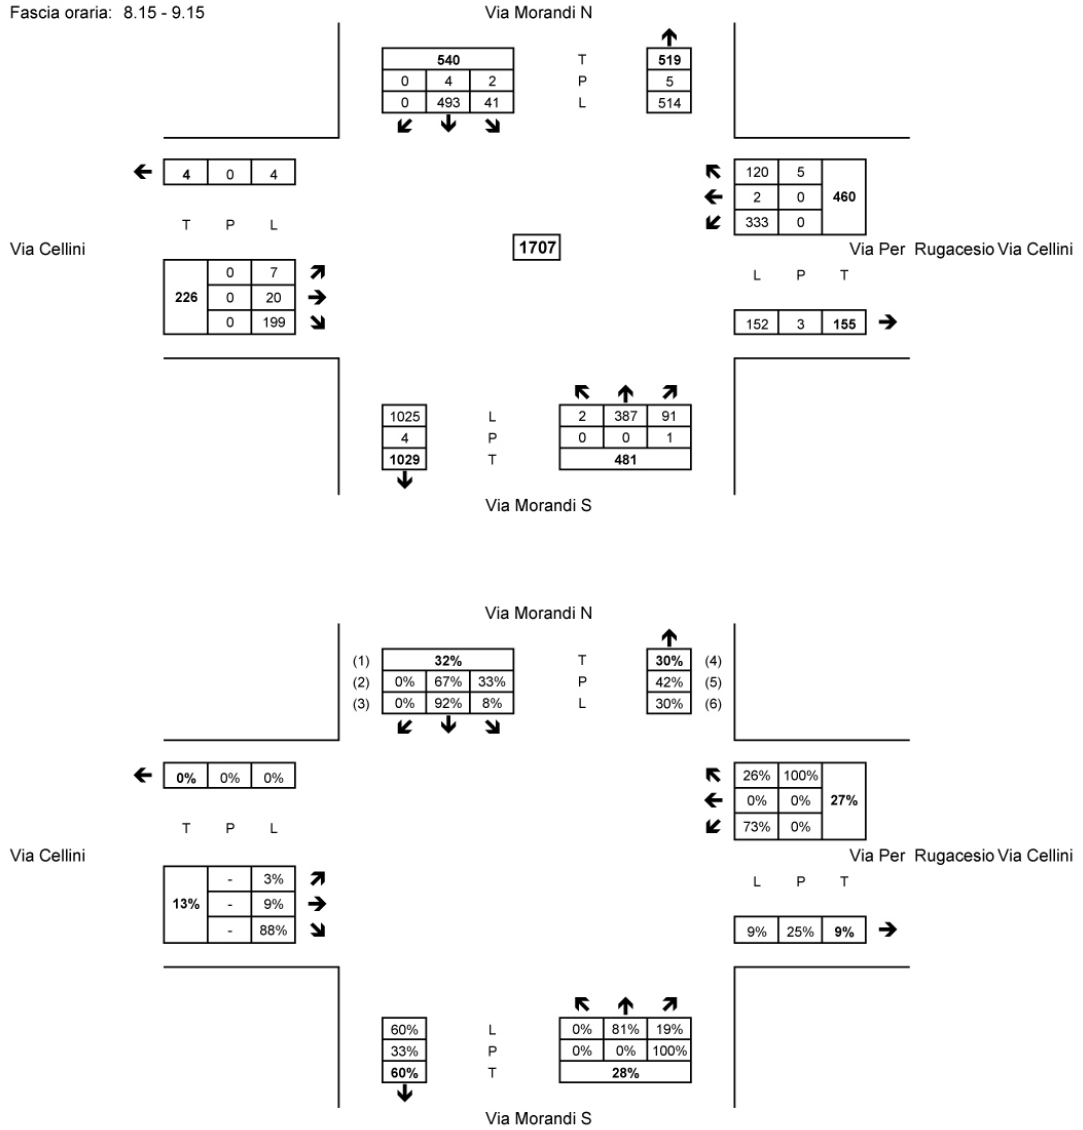 Fascia oraria: 8.15 - 9.15 Via Morandi N
540 T 519
0 4 2 P 5
0 493 41 L 514
4 0 4
120 5
2 0 460
333 0
T P L
Via Cellini 1707 Via Per Rugacesio Via Cellini
L P T
0 7
226 0 20
0 199
152 3 155
1025 L 2 387 91
4 P 0 0 1
1029 T 481
Via Morandi S
Via Morandi N
(1) 32% T 30% (4)
(2) 0% 67% 33% P 42% (5)
(3) 0% 92% 8% L 30% (6)
0% 0% 0%
26% 100%
0% 0% 27%
73% 0%
T P L
Via Cellini Via Per Rugacesio Via Cellini
L P T
- 3%
13% - 9%
- 88%
9% 25% 9%
60% L 0% 81% 19%
33% P 0% 0% 100%
60% T 28%
Via Morandi S